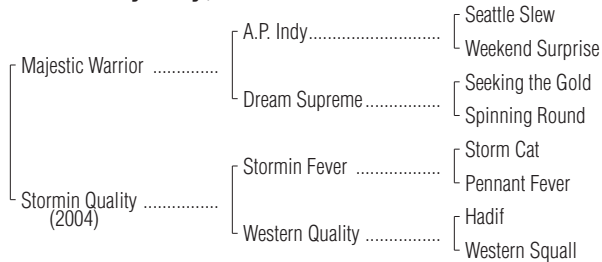 Seattle Slew
A.P. Indy..................
Weekend Surprise
Majestic Warrior ..............
Seeking the Gold
Dream Supreme................
Spinning Round
Storm Cat
Stormin Fever ..................
Pennant Fever
Stormin Quality ................
(2004)
Hadif
Western Quality ................
Western Squall